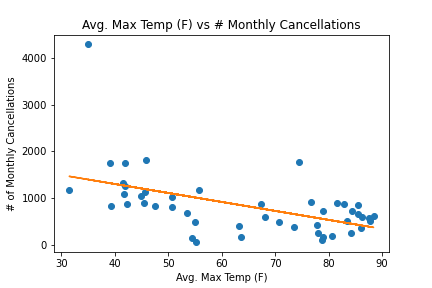 Avg. Max Temp (F) vs # Monthly Cancellations
# of Monthly Cancellations
4000
3000
2000
1000
0
30 40 50 60 70 80 90
Avg. Max Temp (F)